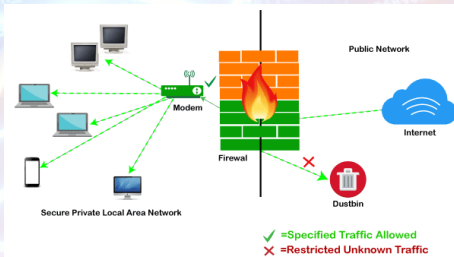 Public Network
Modem
Internet
Firewal
Dustbin
Secure Private Local Area Network
=Specified Traffic Allowed
=Restricted Unknown Traffic